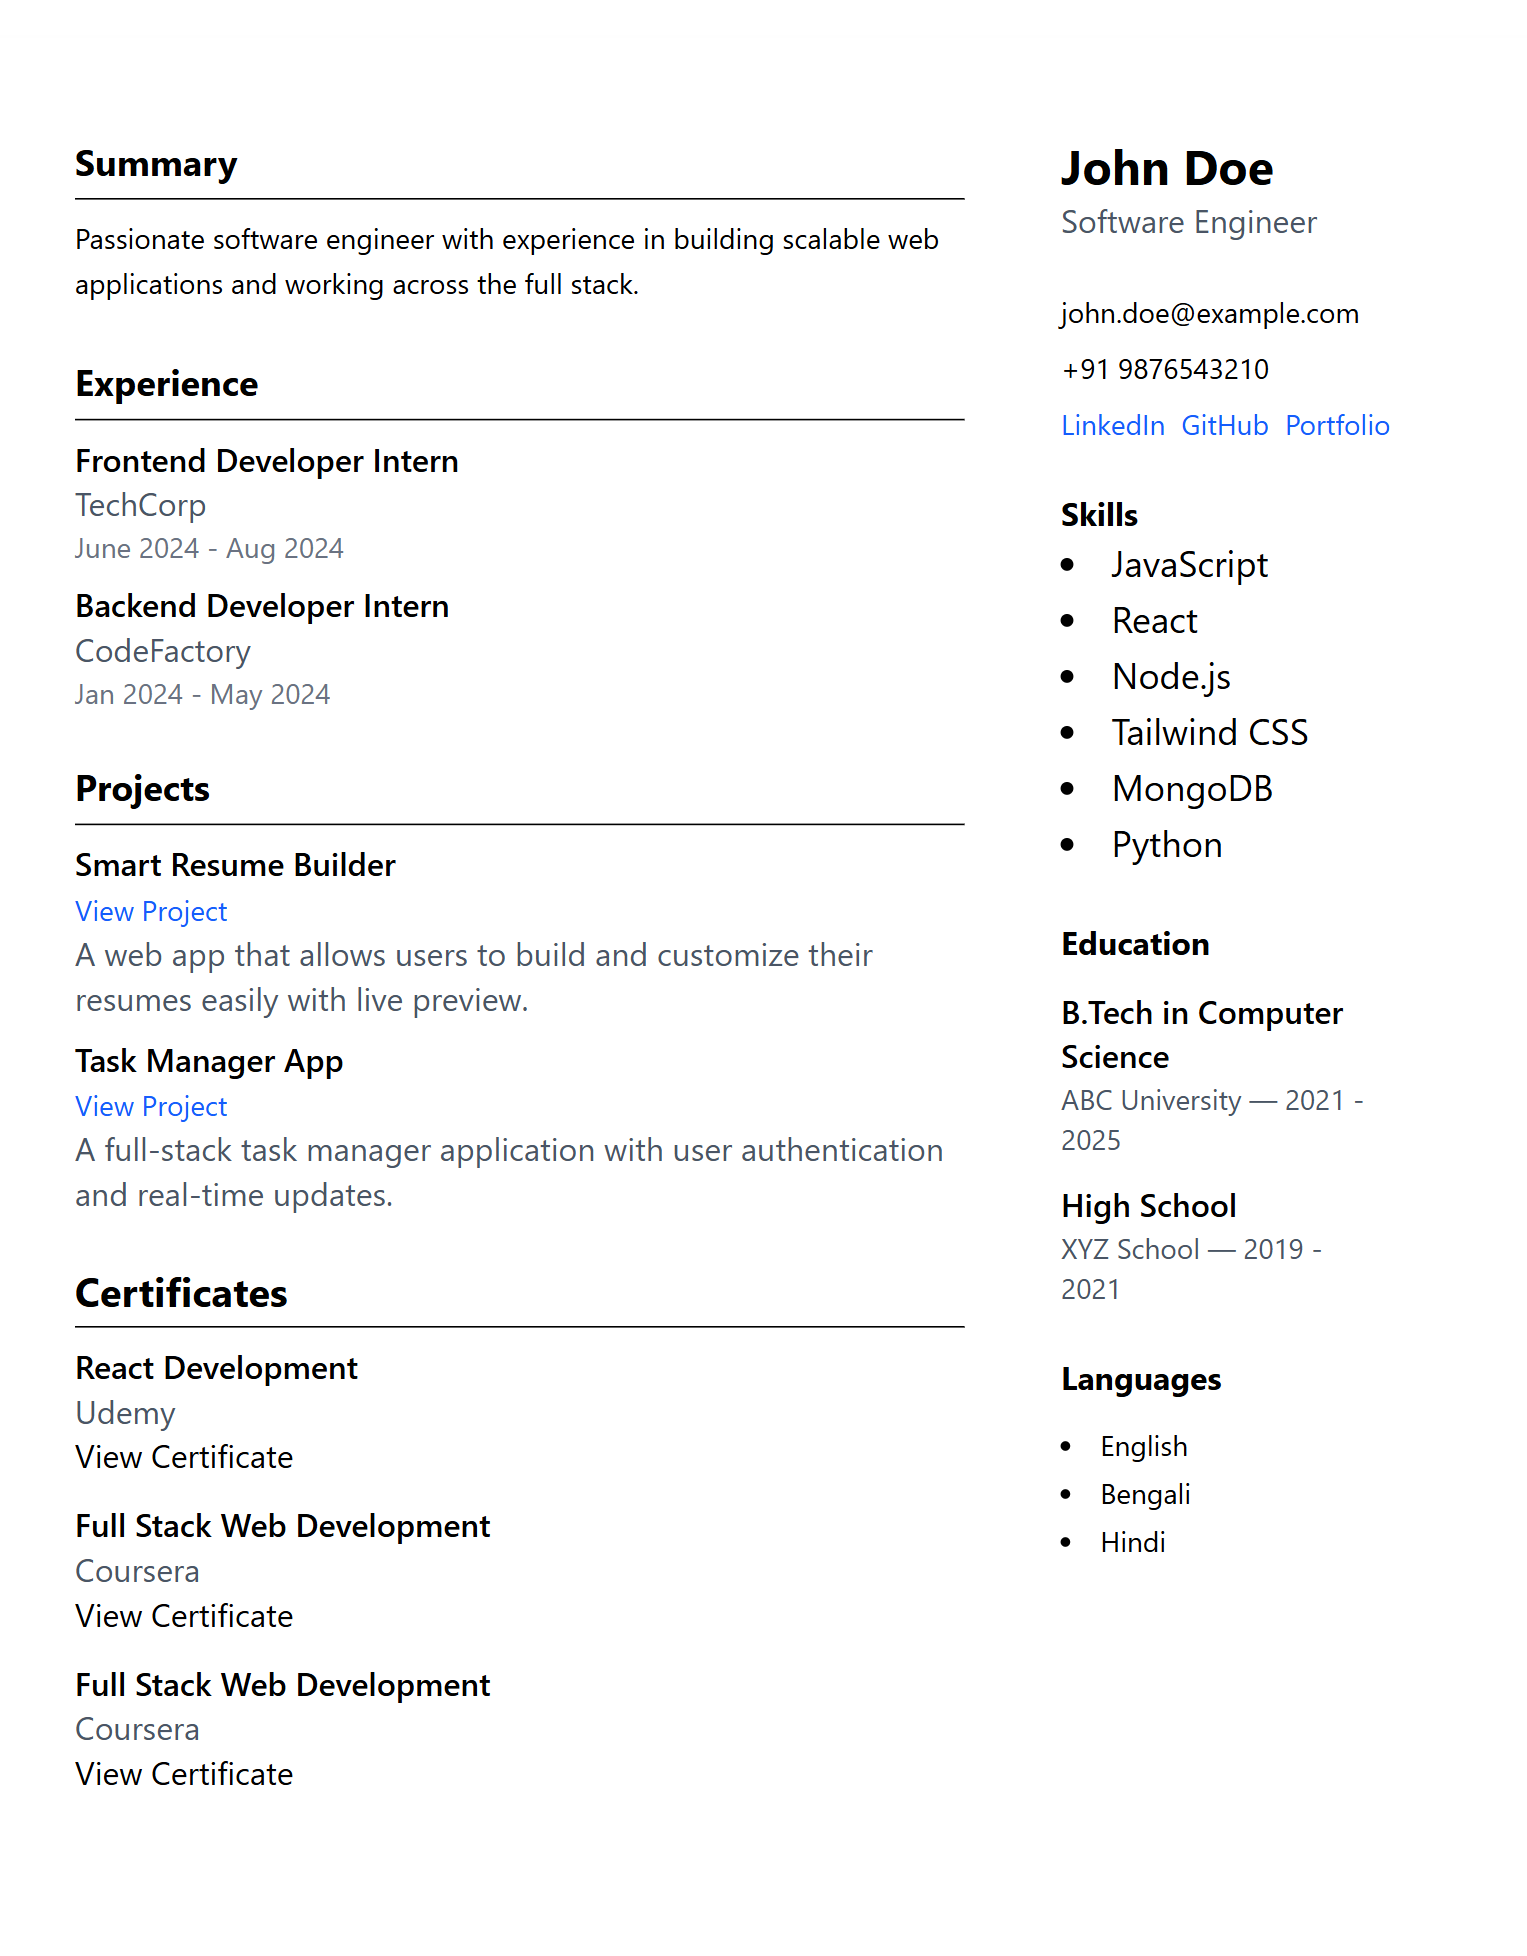 Summary
Passionate software engineer with experience in building scalable web
applications and working across the full stack.
Experience
Frontend Developer Intern
TechCorp
June 2024 - Aug 2024
Backend Developer Intern
CodeFactory
Jan 2024 - May 2024
Projects
Smart Resume Builder
View Project
A web app that allows users to build and customize their
resumes easily with live preview.
Task Manager App
View Project
A full-stack task manager application with user authentication
and real-time updates.
Certificates
React Development
Udemy
View Certificate
Full Stack Web Development
Coursera
View Certificate
Full Stack Web Development
Coursera
View Certificate
John Doe
Software Engineer
john.doe@example.com
+91 9876543210
LinkedIn GitHub Portfolio
Skills
• JavaScript
• React
• Node.js
• Tailwind CSS
• MongoDB
• Python
Education
B.Tech in Computer
Science
ABC University — 2021 -
2025
High School
XYZ School — 2019 -
2021
Languages
• English
• Bengali
• Hindi